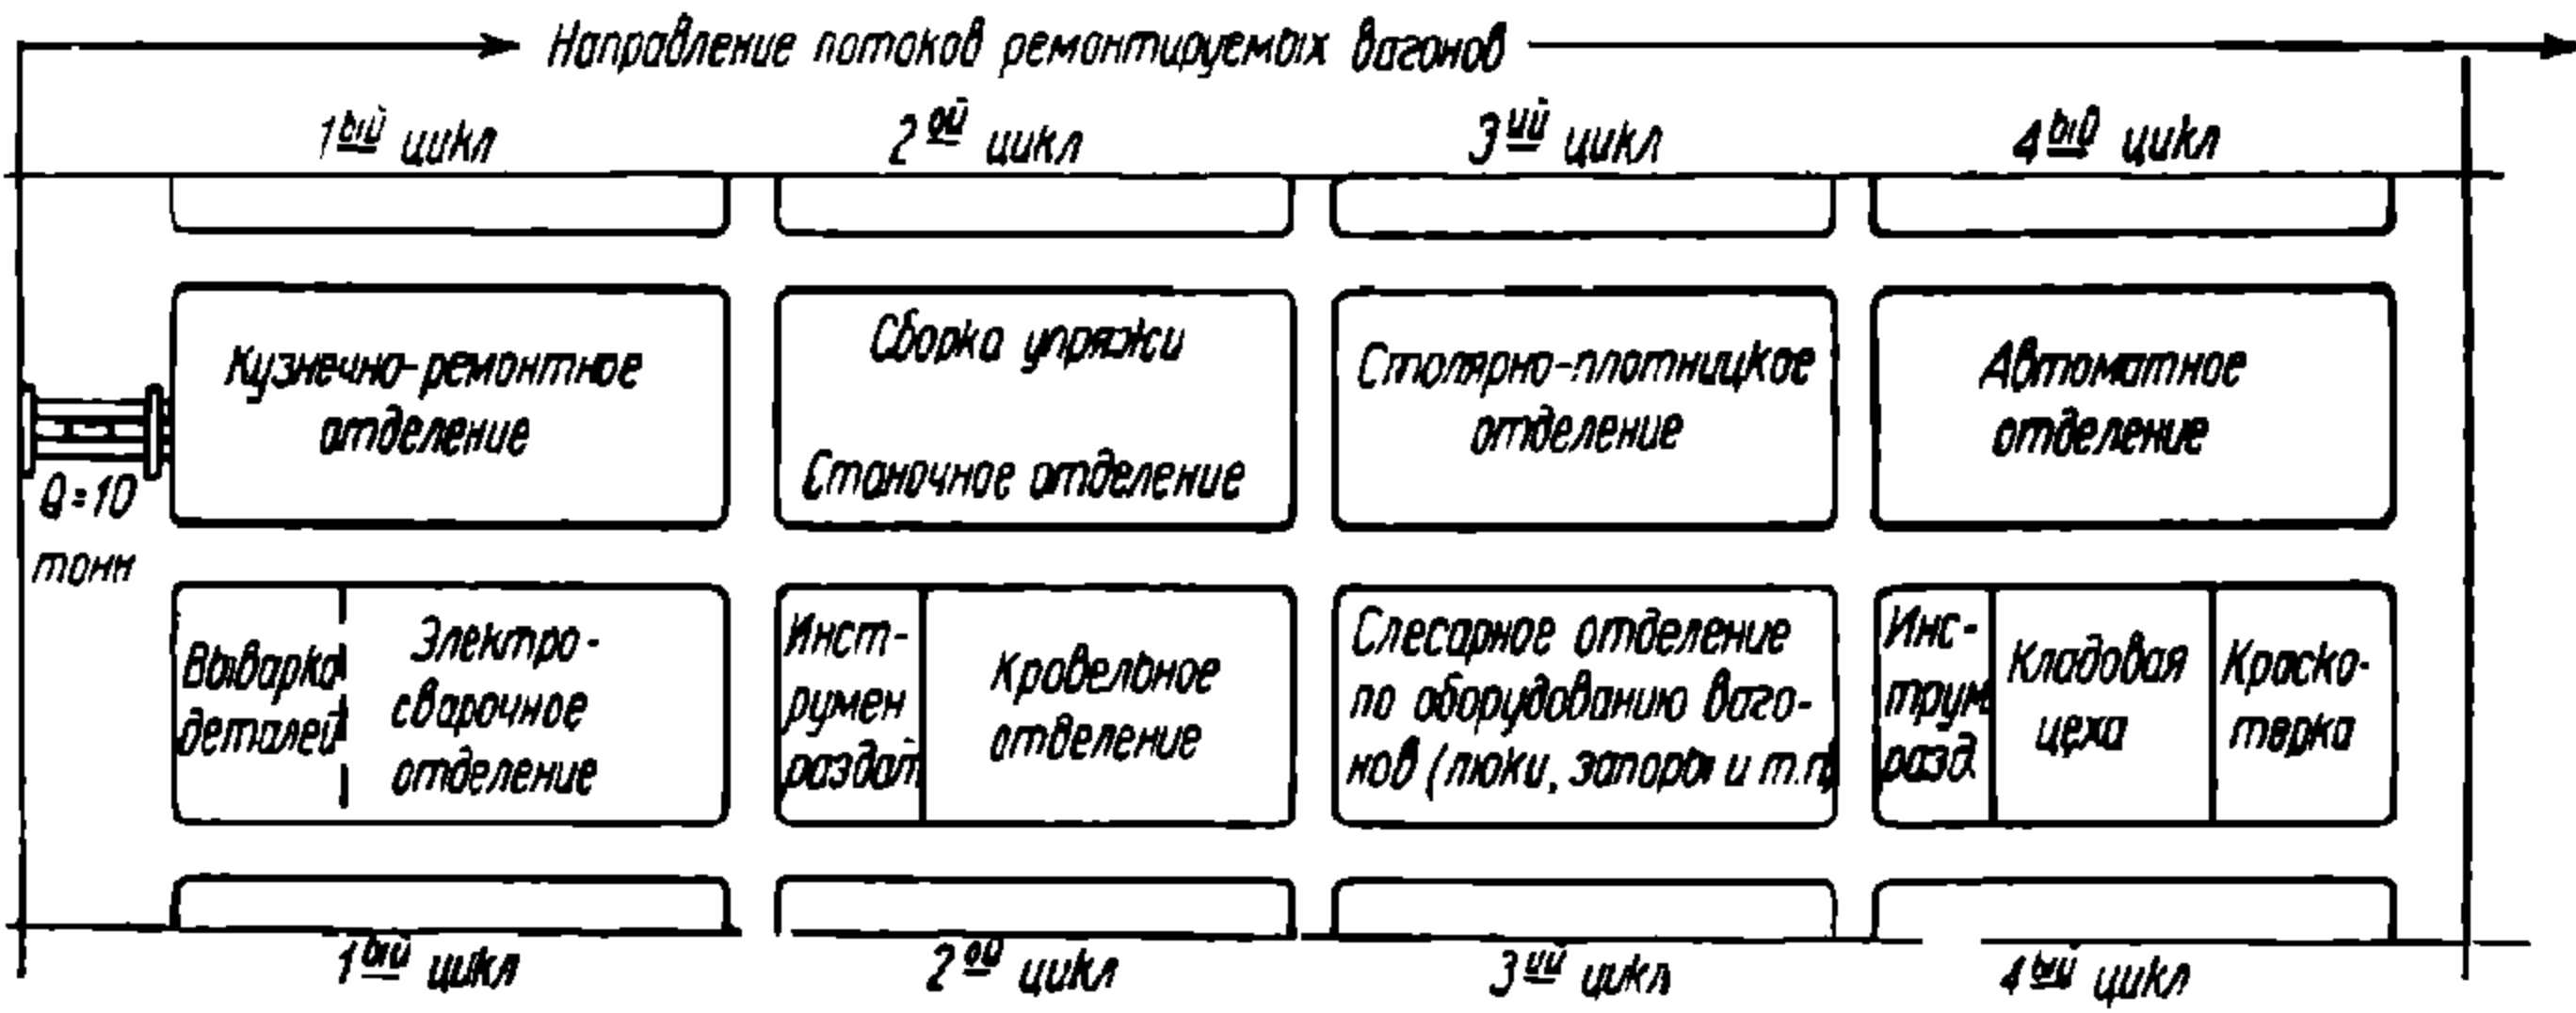 Направление потоков ремонтируемых вагонов
1ый цикл
2ой цикл
3ий цикл
4ый цикл
Кузнечно-ремонтное
отделение
Сборка упряжи
Станочное отделение
Столярно-плотницкое
отделение
Автоматное
отделение
Q=10
тонн
Выварка
деталей
Электро-
сварочное
отделение
Инст-
румен
раздат
Кровельное
отделение
Слесарное отделение
по оборудованию ваго-
нов (люки, запоры и т.п)
Инс-
трум
разд.
Кладовая
цеха
Краско-
терка
1ый цикл
2ой цикл
3ий цикл
4ый цикл